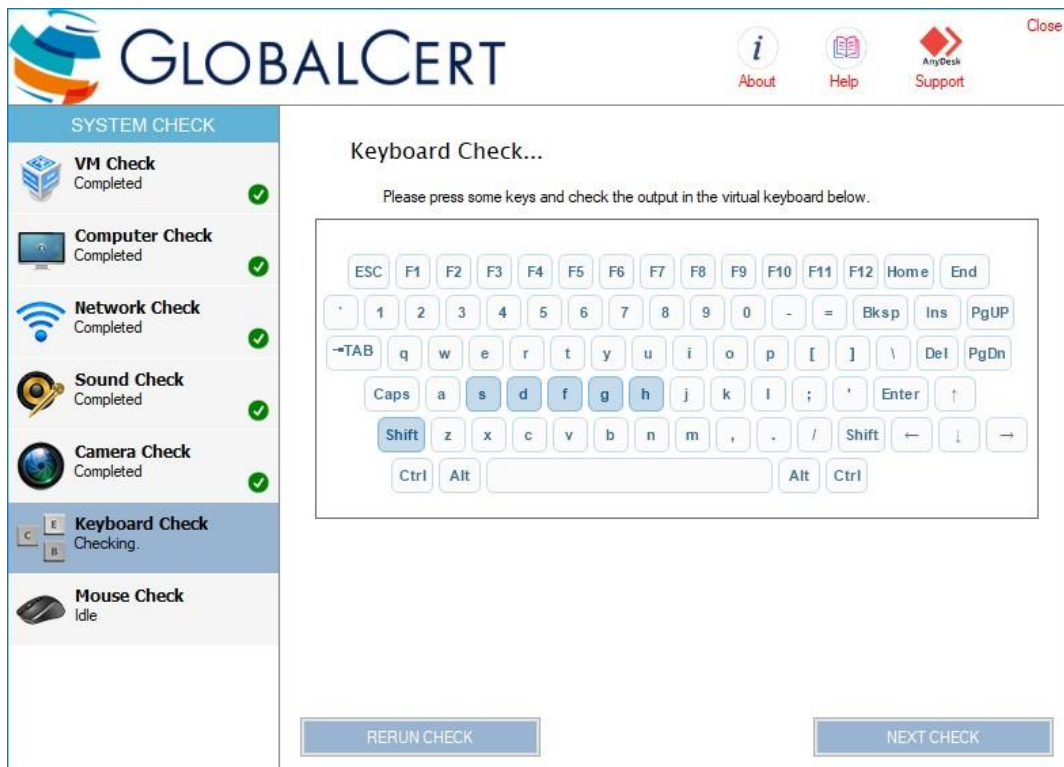 GLOBALCERT
About
Help
AnyDesk
Support
Close
SYSTEM CHECK
VM Check
Completed
Computer Check
Completed
Network Check
Completed
Sound Check
Completed
Camera Check
Completed
Keyboard Check
Checking.
Mouse Check
Idle
C E B
Keyboard Check...
Please press some keys and check the output in the virtual keyboard below.
ESC F1 F2 F3 F4 F5 F6 F7 F8 F9 F10 F11 F12 Home End
` 1 2 3 4 5 6 7 8 9 0 - = Bksp Ins PgUP
⇥TAB q w e r t y u i o p [ ] \ Del PgDn
Caps a s d f g h j k l ; ' Enter ↑
Shift z x c v b n m , . / Shift ← ↓ →
Ctrl Alt Alt Ctrl
RERUN CHECK
NEXT CHECK